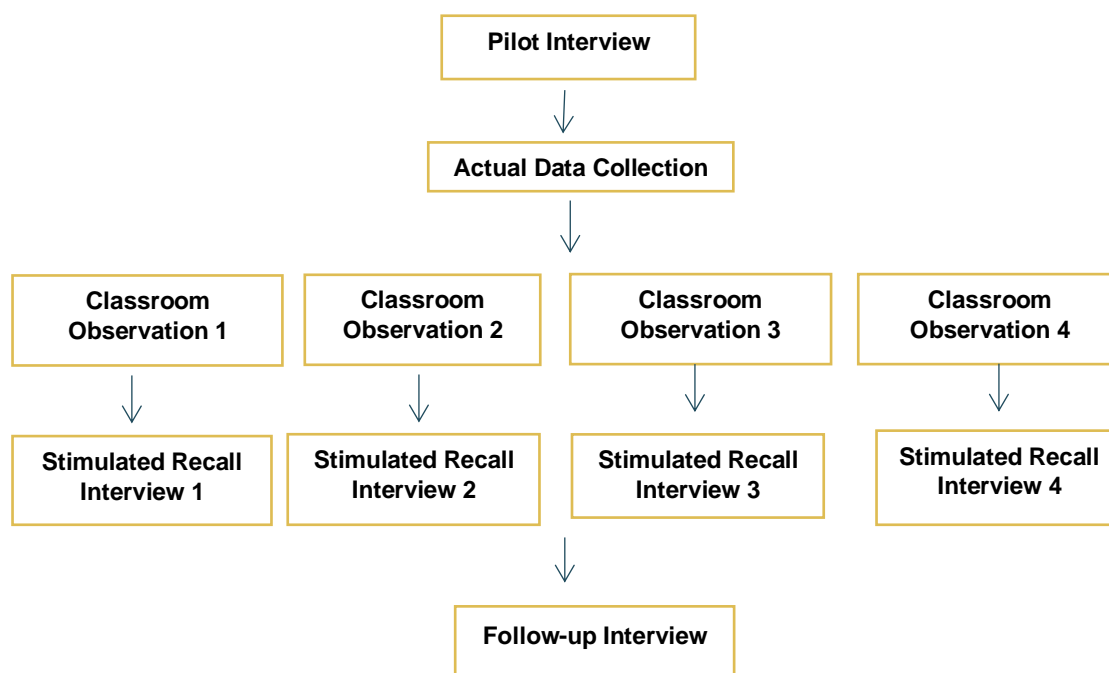 Pilot Interview
Actual Data Collection
Classroom
Observation 1
Classroom
Observation 2
Classroom
Observation 3
Classroom
Observation 4
Stimulated Recall
Interview 1
Stimulated Recall
Interview 2
Stimulated Recall
Interview 3
Stimulated Recall
Interview 4
Follow-up Interview